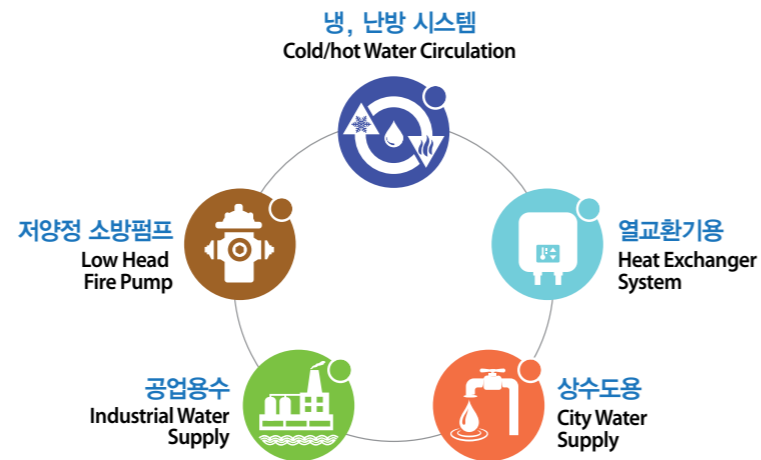 냉, 난방 시스템
Cold/hot Water Circulation
저양정 소방펌프
Low Head
Fire Pump
열교환기용
Heat Exchanger
System
공업용수
Industrial Water
Supply
상수도용
City Water
Supply